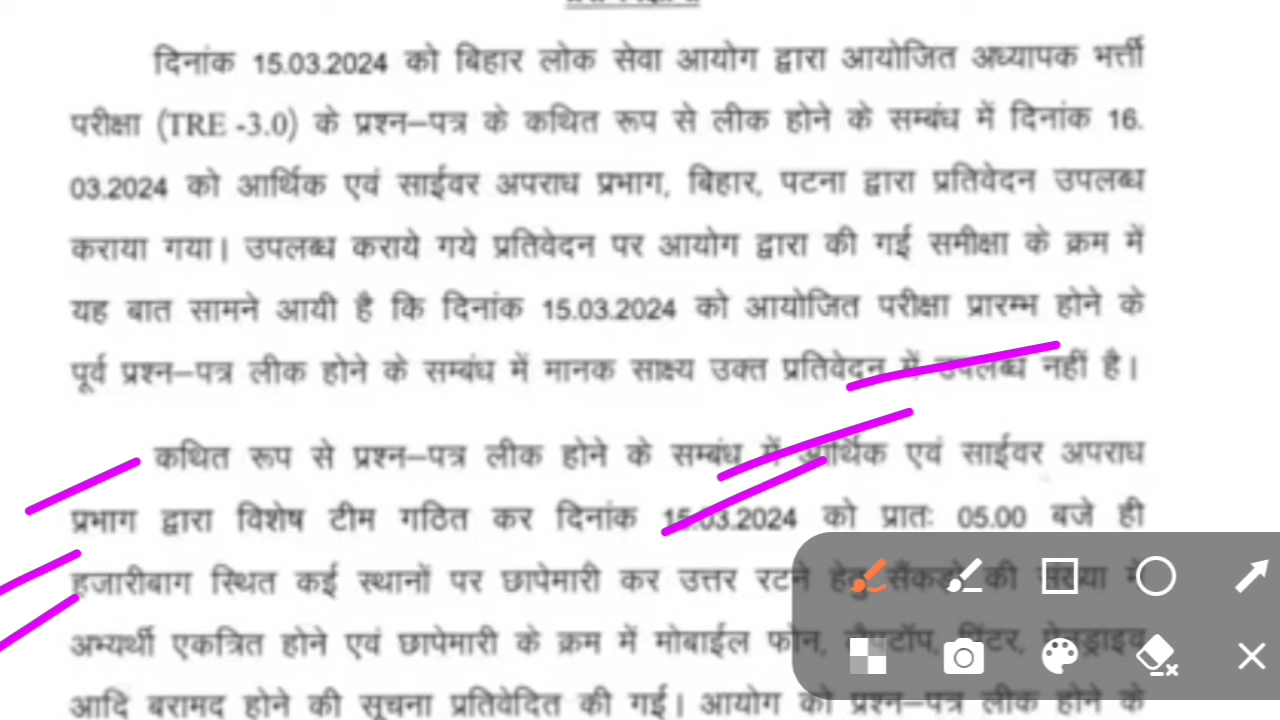 दिनांक 15.03.2024 को बिहार लोक सेवा आयोग द्वारा आयोजित अध्यापक भर्ती
परीक्षा (TRE -3.0) के प्रश्न–पत्र के कथित रूप से लीक होने के सम्बंध में दिनांक 16.
03.2024 को आर्थिक एवं साईवर अपराध प्रभाग, बिहार, पटना द्वारा प्रतिवेदन उपलब्ध
कराया गया। उपलब्ध कराये गये प्रतिवेदन पर आयोग द्वारा की गई समीक्षा के क्रम में
यह बात सामने आयी है कि दिनांक 15.03.2024 को आयोजित परीक्षा प्रारम्भ होने के
पूर्व प्रश्न–पत्र लीक होने के सम्बंध में मानक साक्ष्य उक्त प्रतिवेदन में उपलब्ध नहीं है।
कथित रूप से प्रश्न–पत्र लीक होने के सम्बंध में आर्थिक एवं साईवर अपराध
प्रभाग द्वारा विशेष टीम गठित कर दिनांक 15.03.2024 को प्रातः 05.00 बजे ही
हजारीबाग स्थित कई स्थानों पर छापेमारी कर उत्तर रटने हेतु सैंकड़ों की संख्या में
अभ्यर्थी एकत्रित होने एवं छापेमारी के क्रम में मोबाईल फोन, लैपटॉप, प्रिंटर, पेनड्राइव
आदि बरामद होने की सूचना प्रतिवेदित की गई। आयोग को प्रश्न–पत्र लीक होने के